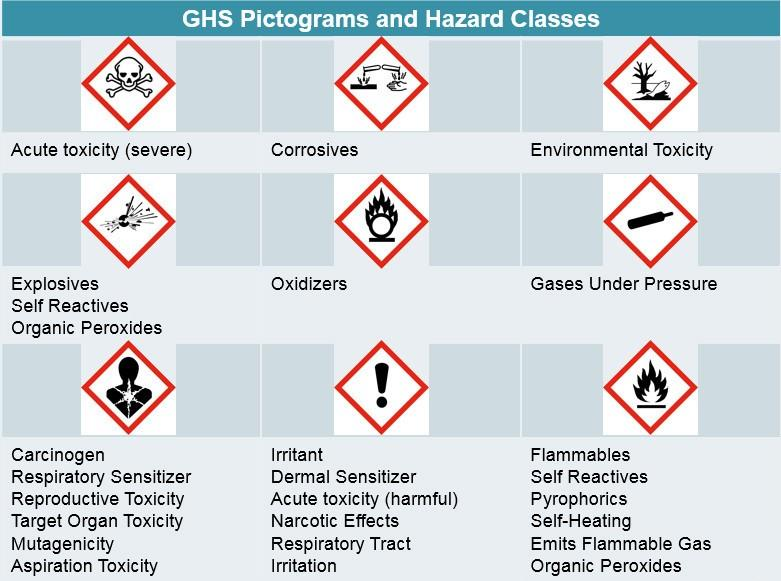 GHS Pictograms and Hazard Classes
Acute toxicity (severe)
Corrosives
Environmental Toxicity
Explosives
Self Reactives
Organic Peroxides
Oxidizers
Gases Under Pressure
Carcinogen
Respiratory Sensitizer
Reproductive Toxicity
Target Organ Toxicity
Mutagenicity
Aspiration Toxicity
Irritant
Dermal Sensitizer
Acute toxicity (harmful)
Narcotic Effects
Respiratory Tract
Irritation
Flammables
Self Reactives
Pyrophorics
Self-Heating
Emits Flammable Gas
Organic Peroxides